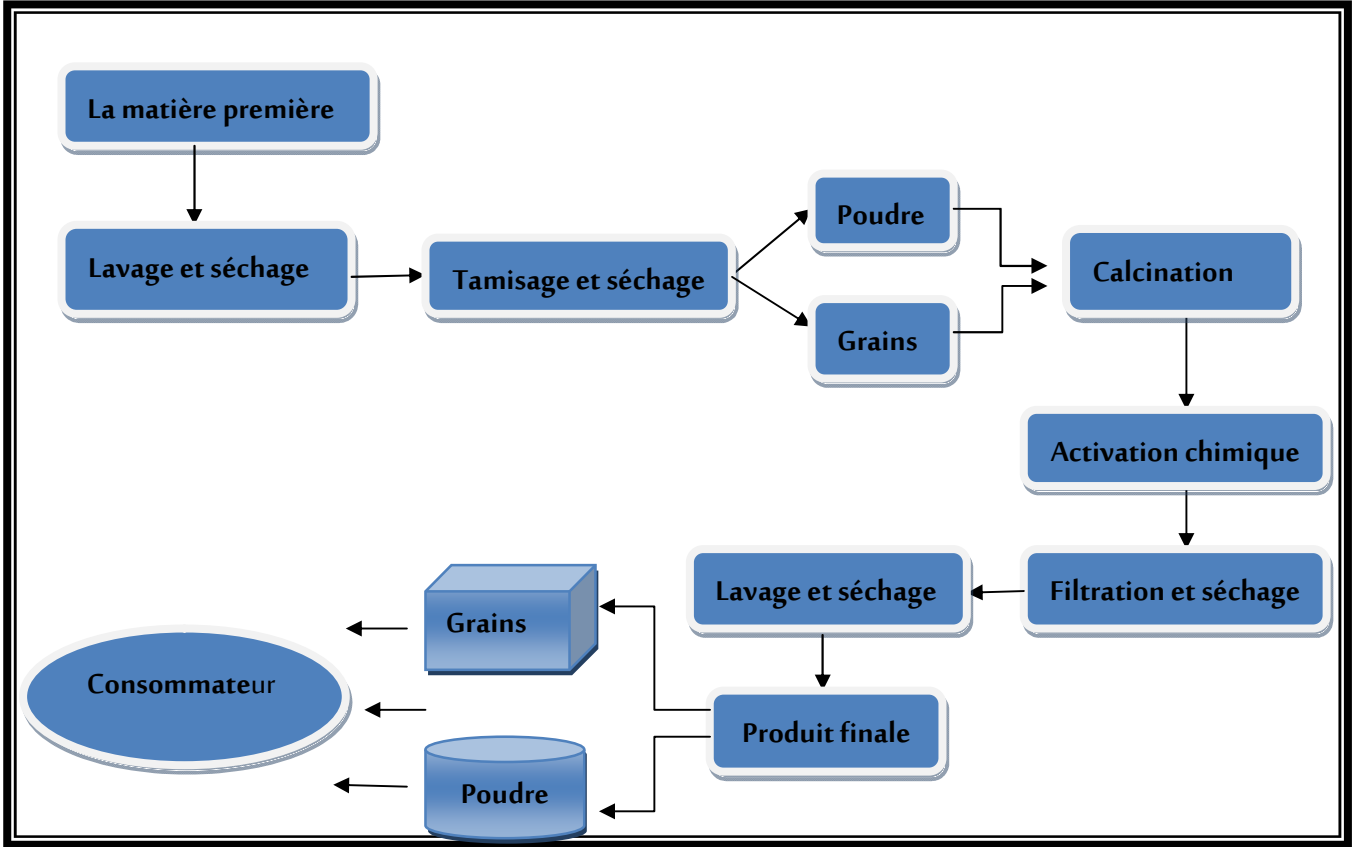 La matière première
Lavage et séchage
Tamisage et séchage
Poudre
Grains
Calcination
Activation chimique
Filtration et séchage
Lavage et séchage
Produit finale
Grains
Poudre
Consommateur